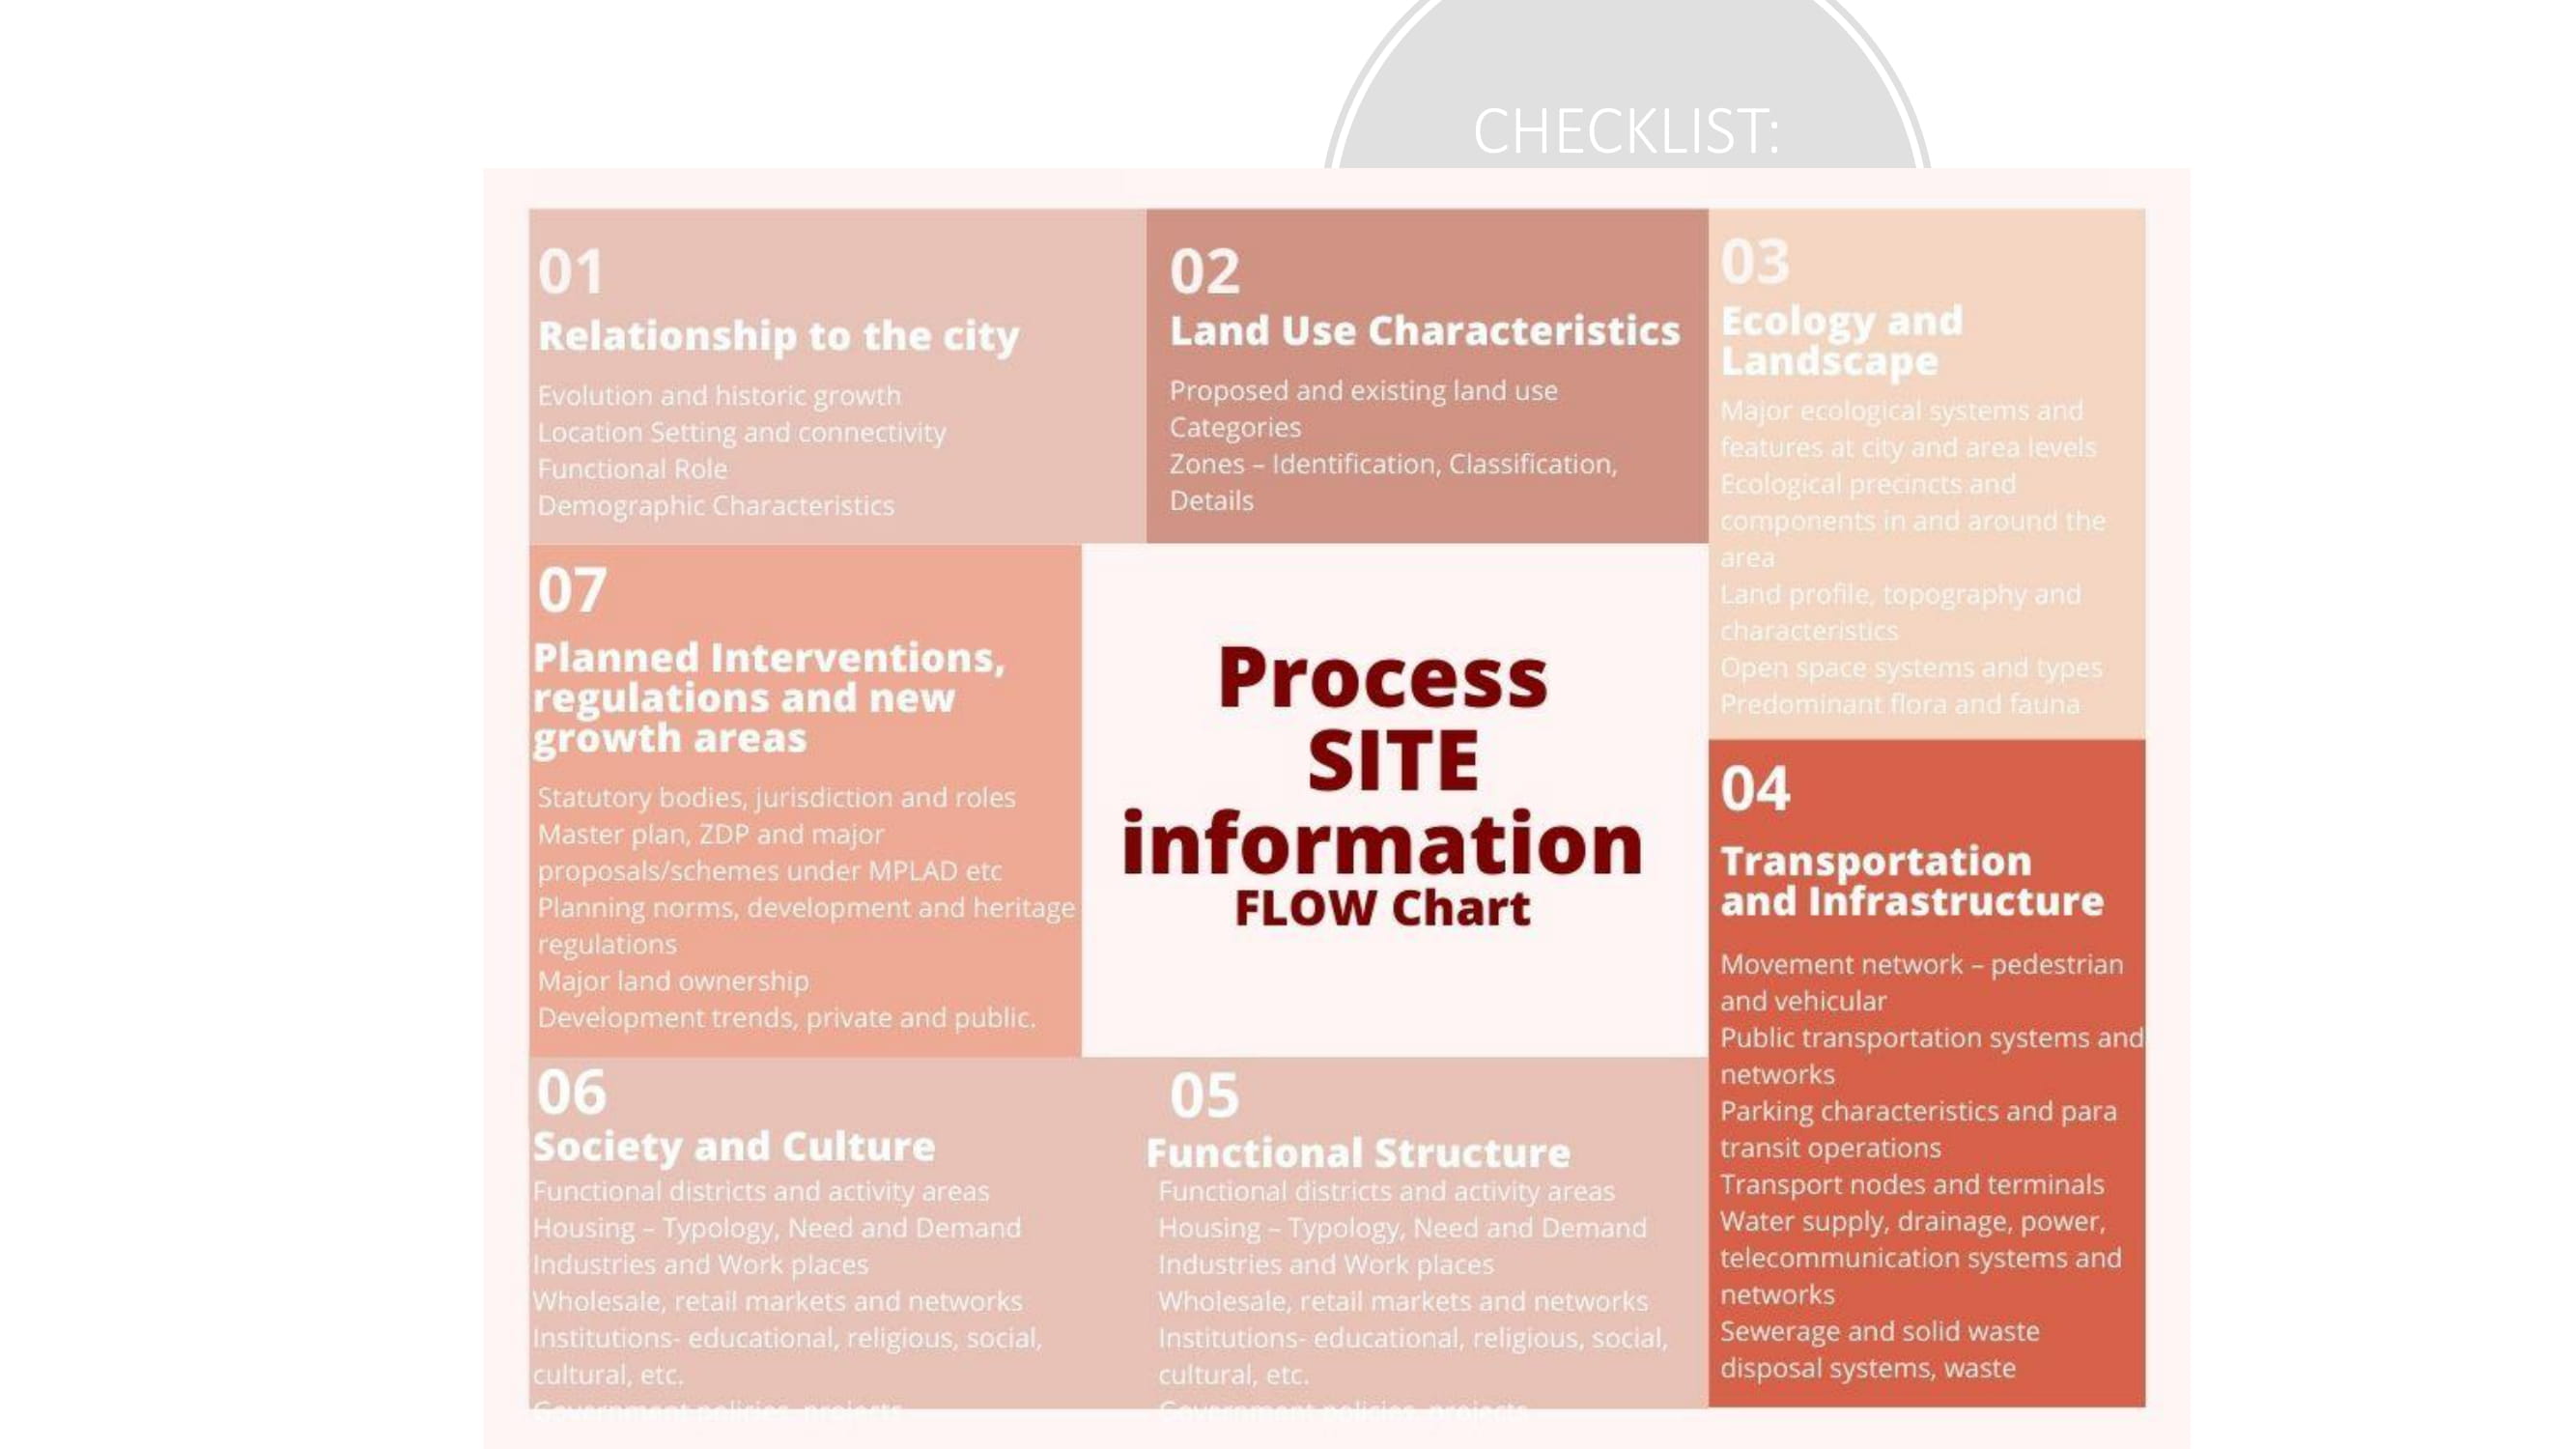 CHECKLIST:
01
Relationship to the city
Evolution and historic growth
Location Setting and connectivity
Functional Role
Demographic Characteristics
02
Land Use Characteristics
Proposed and existing land use
Categories
Zones – Identification, Classification,
Details
03
Ecology and
Landscape
Major ecological systems and
features at city and area levels
Ecological precincts and
components in and around the
area
Land profile, topography and
characteristics
Open space systems and types
Predominant flora and fauna
04
Transportation
and Infrastructure
Movement network – pedestrian
and vehicular
Public transportation systems and
networks
Parking characteristics and para
transit operations
Transport nodes and terminals
Water supply, drainage, power,
telecommunication systems and
networks
Sewerage and solid waste
disposal systems, waste
Process
SITE
information
FLOW Chart
05
Functional Structure
Functional districts and activity areas
Housing – Typology, Need and Demand
Industries and Work places
Wholesale, retail markets and networks
Institutions- educational, religious, social,
cultural, etc.
Government policies, projects
06
Society and Culture
Functional districts and activity areas
Housing – Typology, Need and Demand
Industries and Work places
Wholesale, retail markets and networks
Institutions- educational, religious, social,
cultural, etc.
Government policies, projects
07
Planned Interventions,
regulations and new
growth areas
Statutory bodies, jurisdiction and roles
Master plan, ZDP and major
proposals/schemes under MPLAD etc
Planning norms, development and heritage
regulations
Major land ownership
Development trends, private and public.